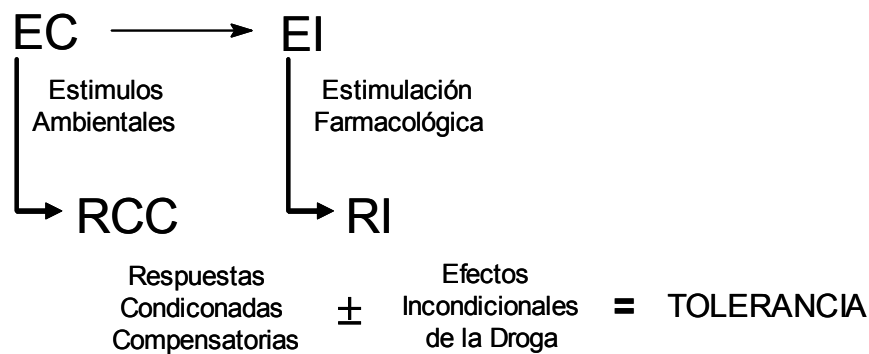 EC EI
Estimulos Estimulación
Ambientales Farmacológica
RCC RI
Respuestas Efectos
Condiconadas ± Incondicionales = TOLERANCIA
Compensatorias de la Droga